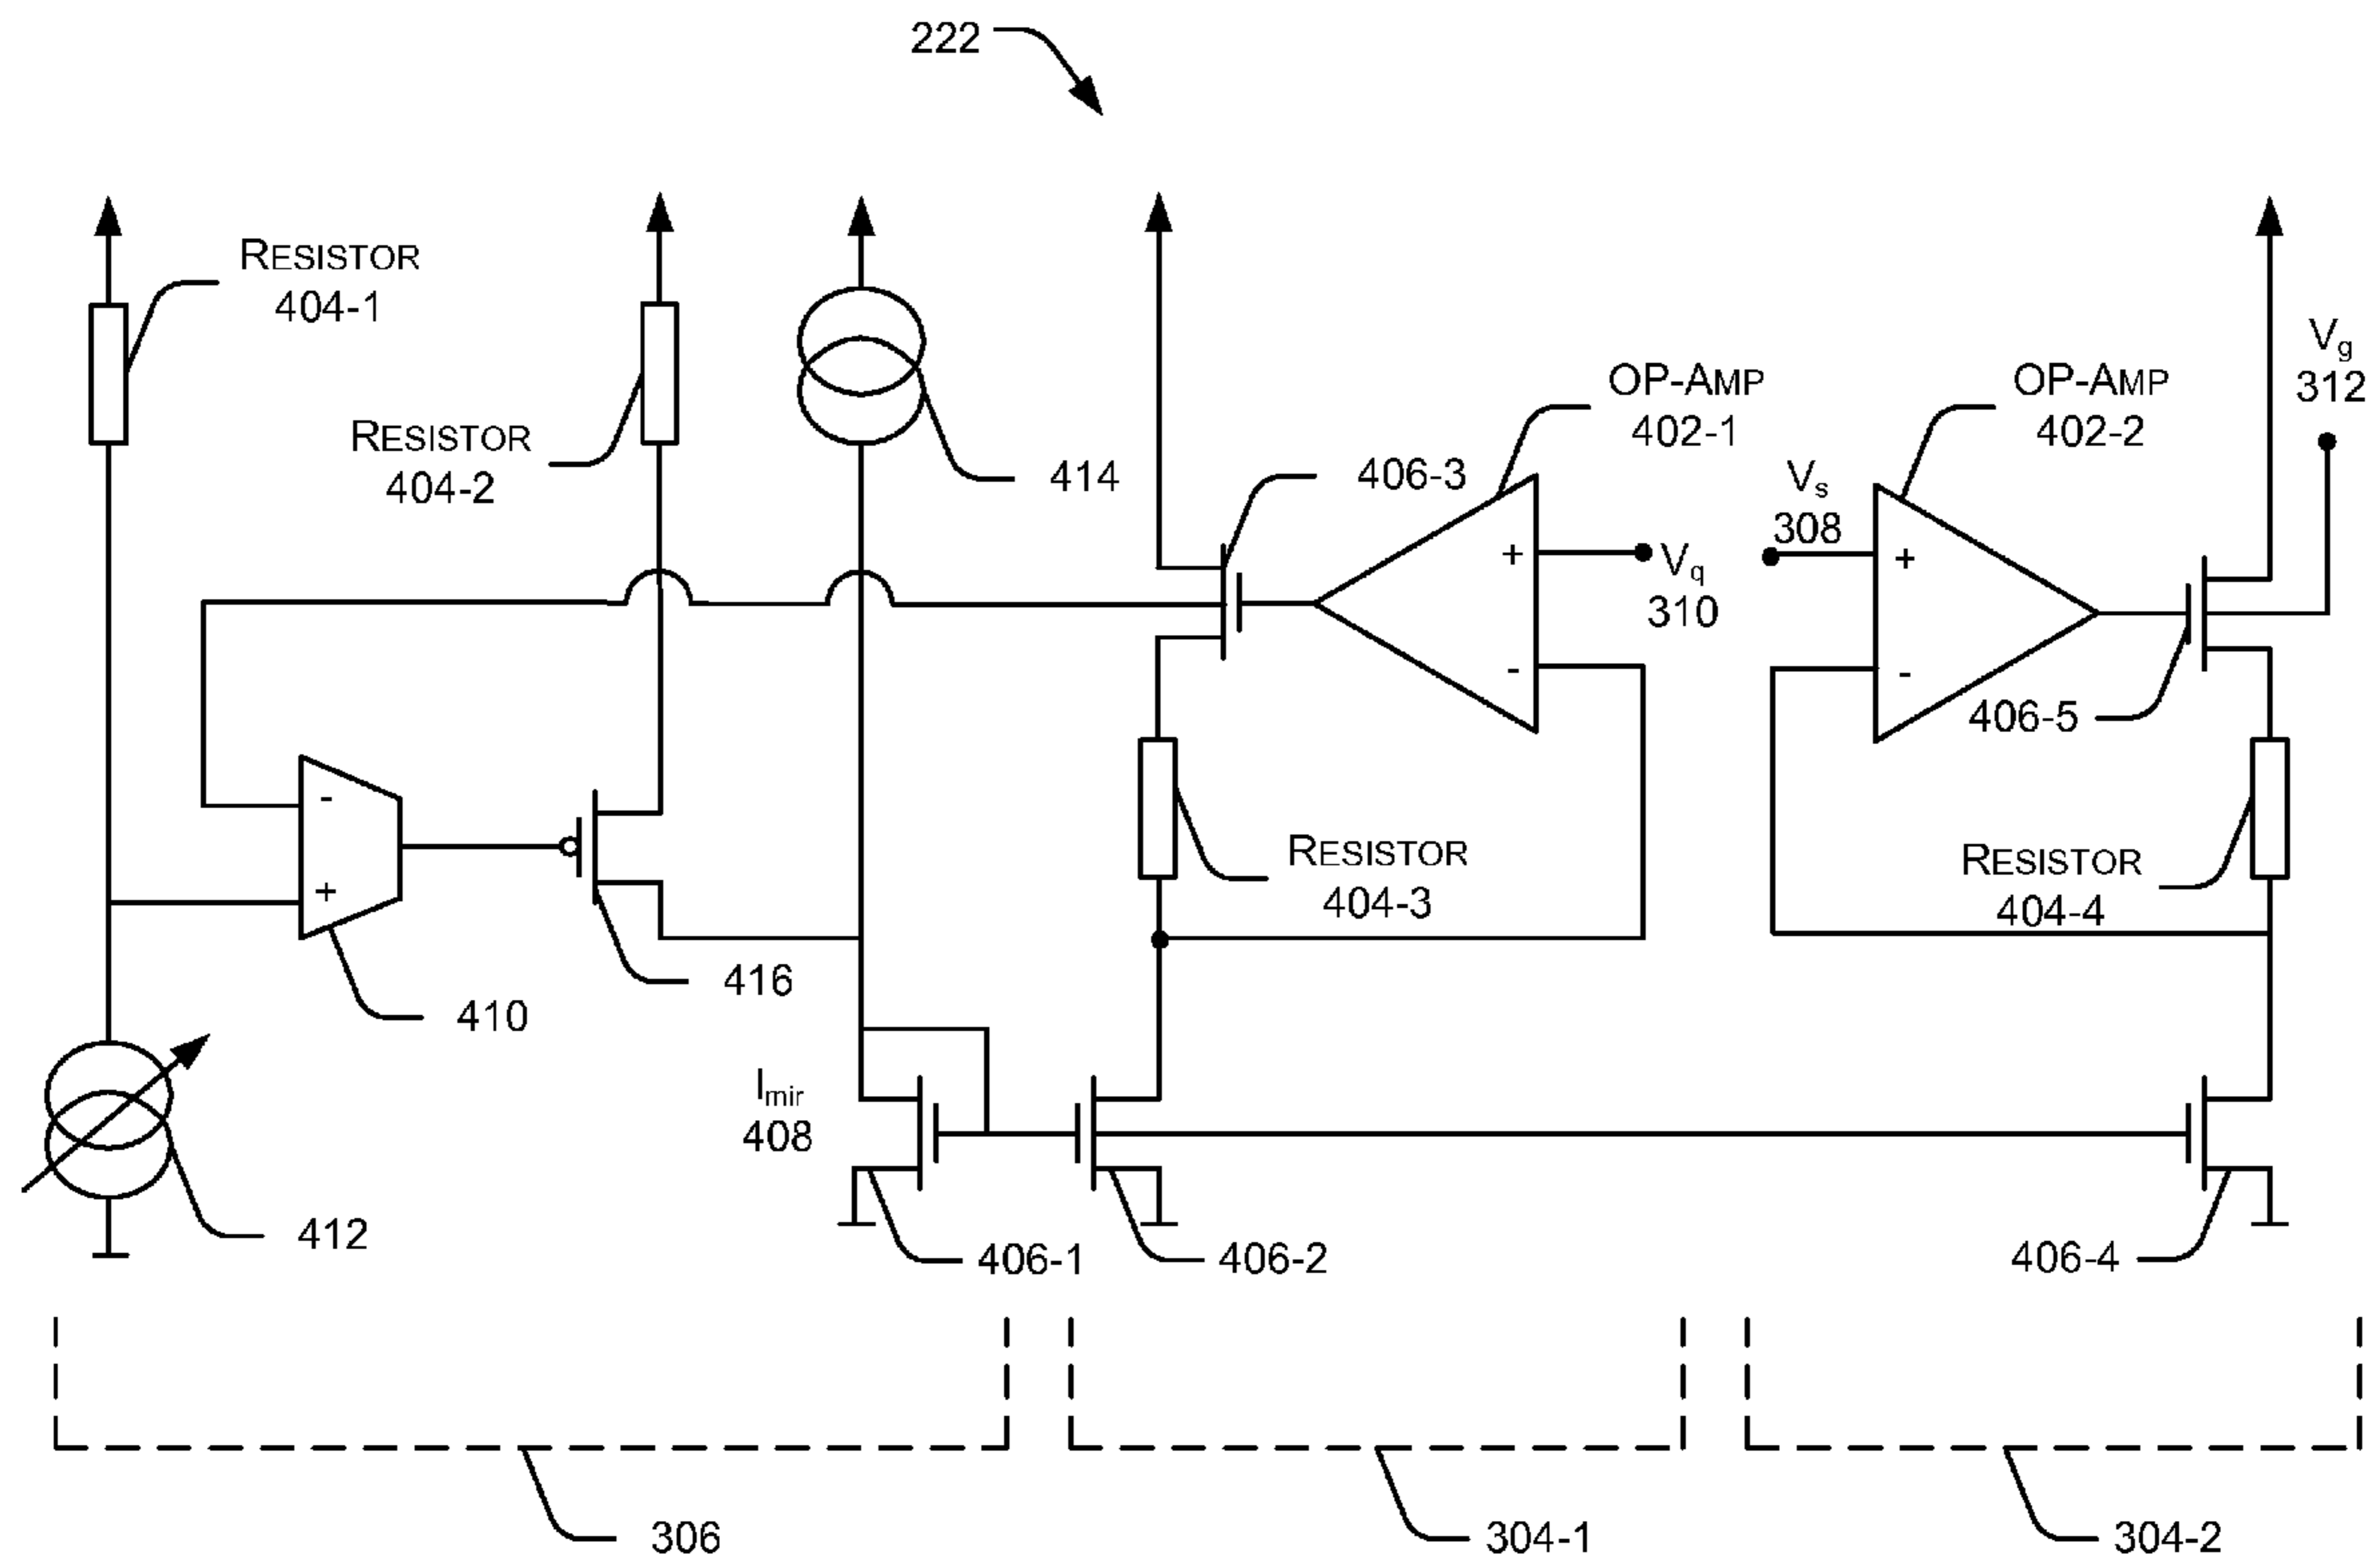 222
RESISTOR
404-1
RESISTOR
404-2
414
406-3
OP-AMP
402-1
OP-AMP
402-2
Vg
312
Vs
308
+
Vq
310
-
+
-
406-5
-
+
410
416
RESISTOR
404-3
RESISTOR
404-4
Imir
408
412
406-1
406-2
406-4
306
304-1
304-2